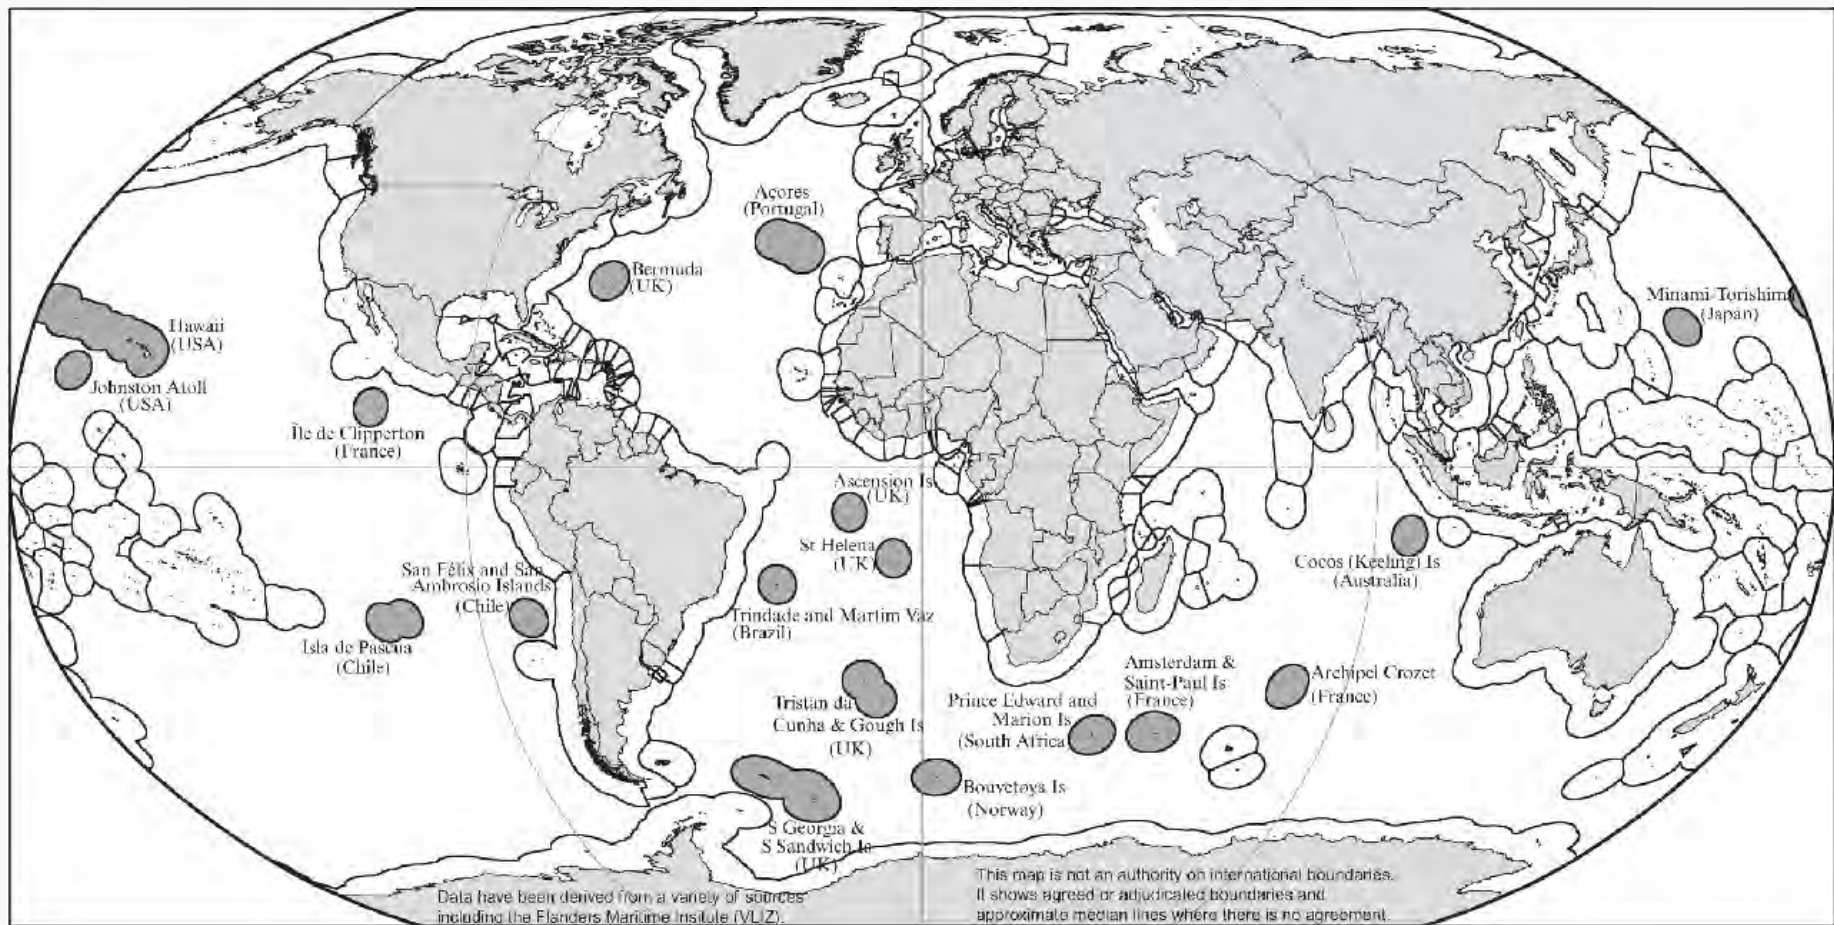 Açores
(Portugal)
Bermuda
(UK)
Minami-Torishima
(Japan)
Hawaii
(USA)
Johnston Atoll
(USA)
Île de Clipperton
(France)
Ascension Is
(UK)
St Helena
(UK)
Cocos (Keeling) Is
(Australia)
San Félix and San
Ambrosio Islands
(Chile)
Trindade and Martim Vaz
(Brazil)
Isla de Pascua
(Chile)
Amsterdam &
Saint-Paul Is
(France)
Archipel Crozet
(France)
Tristan da
Cunha & Gough Is
(UK)
Prince Edward and
Marion Is
(South Africa
Bouvetøya Is
(Norway)
S Georgia &
S Sandwich Is
(UK)
Data have been derived from a variety of sources
including the Flanders Maritime Insitute (VLIZ).
This map is not an authority on international boundaries.
It shows agreed or adjudicated boundaries and
approximate median lines where there is no agreement.